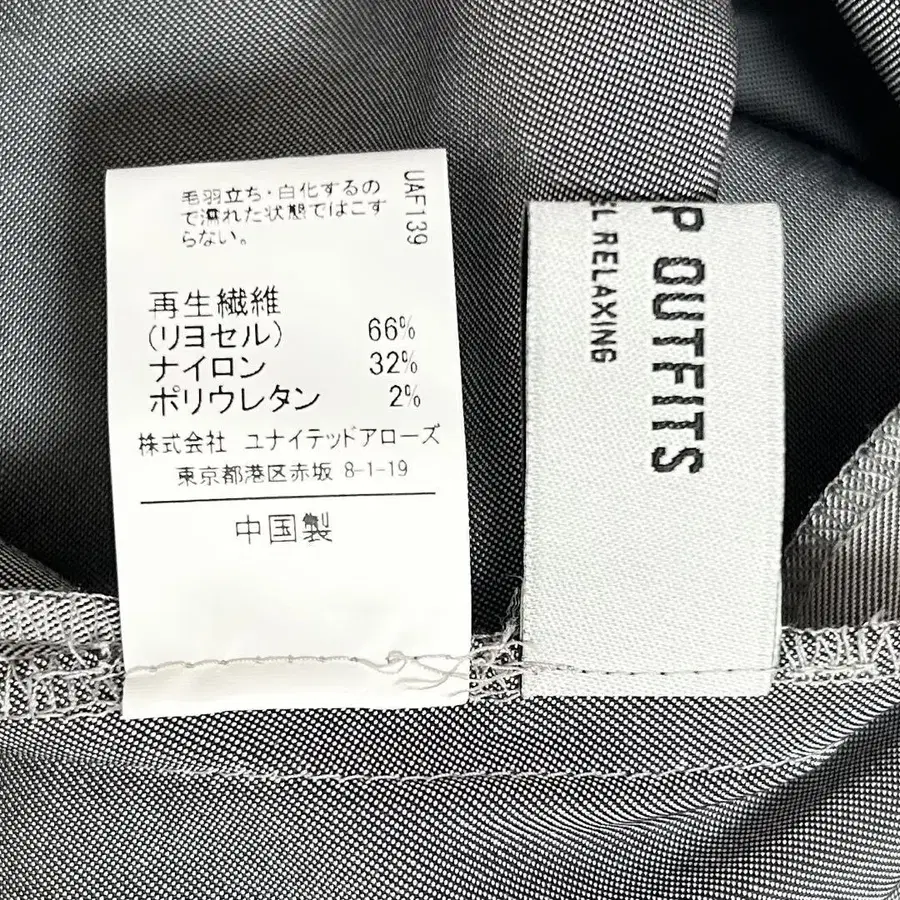 毛羽立ち・白化するの
で濡れた状態ではこす
らない。
UAF139
再生繊維
(リヨセル) 66%
ナイロン 32%
ポリウレタン 2%
株式会社 ユナイテッドアローズ
東京都港区赤坂 8-1-19
中国製
P OUTFITS
L RELAXING